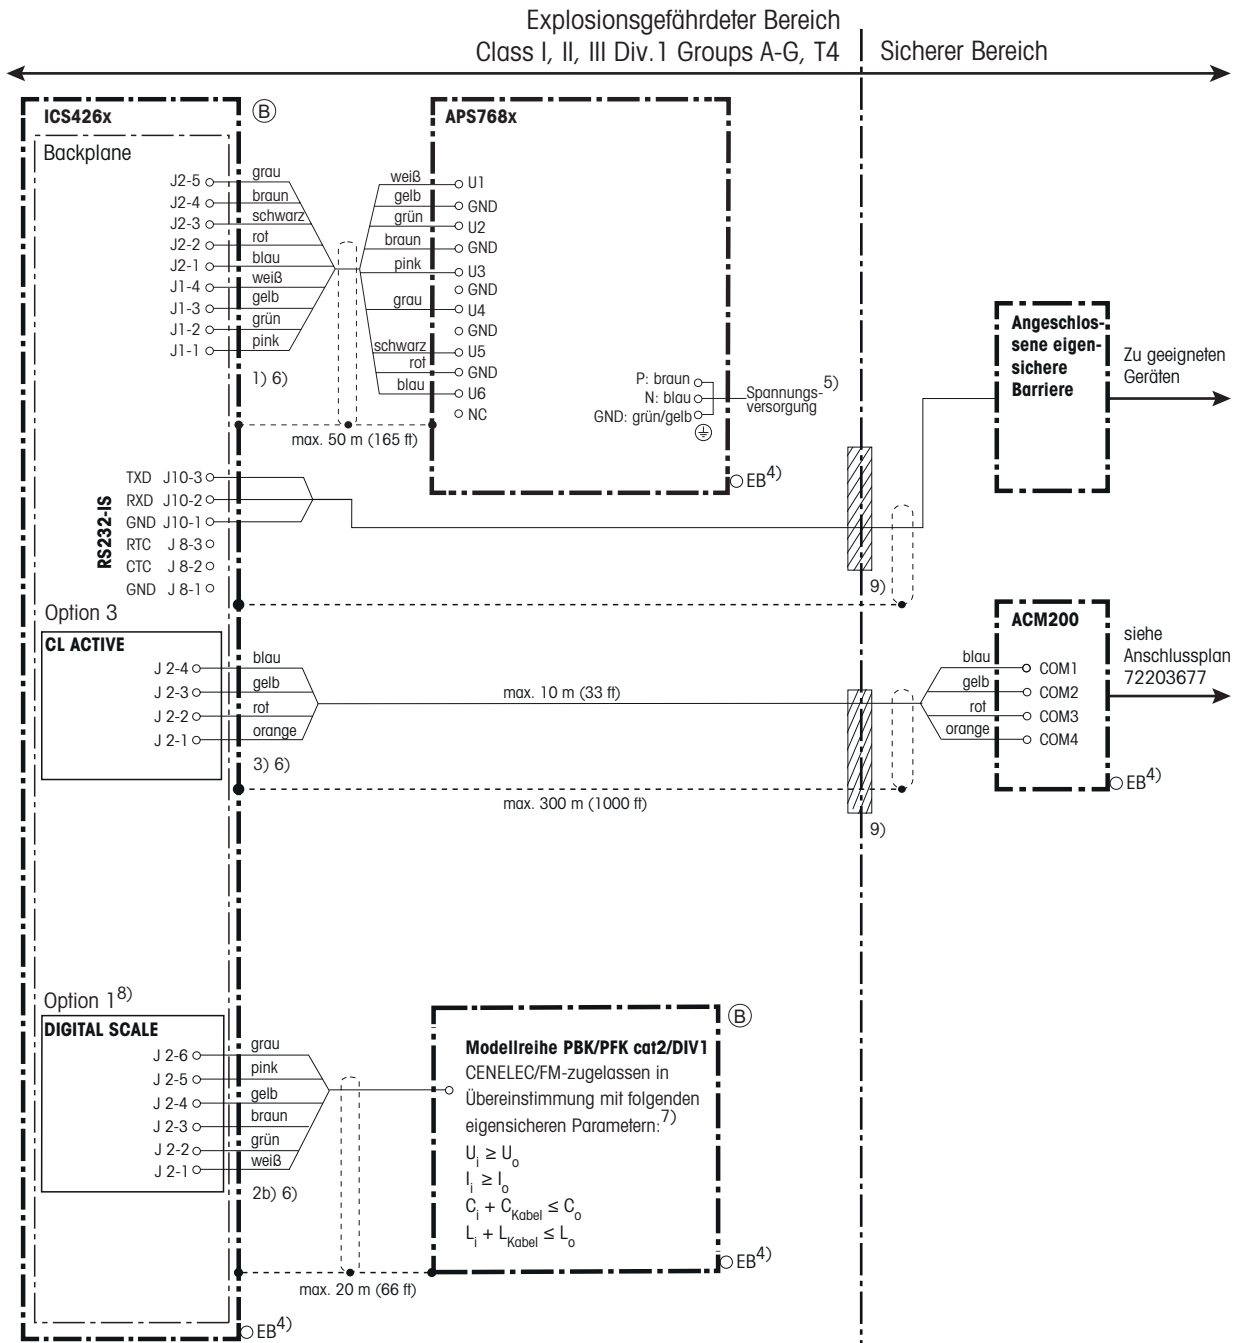 Explosionsgefährdeter Bereich
Class I, II, III Div.1 Groups A-G, T4
Sicherer Bereich
ICS426x
B
Backplane
J2-5 grau
J2-4 braun
J2-3 schwarz
J2-2 rot
J2-1 blau
J1-4 weiß
J1-3 gelb
J1-2 grün
J1-1 pink
1) 6)
APS768x
weiß U1
gelb GND
grün U2
braun GND
pink U3
GND
grau U4
GND
schwarz U5
rot GND
blau U6
NC
P: braun
N: blau
GND: grün/gelb
Spannungs-
versorgung 5)
EB4)
max. 50 m (165 ft)
Angeschlos-
sene eigen-
sichere
Barriere
Zu geeigneten
Geräten
RS232-IS
TXD J10-3
RXD J10-2
GND J10-1
RTC J 8-3
CTC J 8-2
GND J 8-1
9)
Option 3
CL ACTIVE
J 2-4 blau
J 2-3 gelb
J 2-2 rot
J 2-1 orange
3) 6)
max. 10 m (33 ft)
max. 300 m (1000 ft)
9)
ACM200
blau COM1
gelb COM2
rot COM3
orange COM4
EB4)
siehe
Anschlussplan
72203677
Option 18)
DIGITAL SCALE
J 2-6 grau
J 2-5 pink
J 2-4 gelb
J 2-3 braun
J 2-2 grün
J 2-1 weiß
2b) 6)
max. 20 m (66 ft)
B
Modellreihe PBK/PFK cat2/DIV1
CENELEC/FM-zugelassen in
Übereinstimmung mit folgenden
eigensicheren Parametern:7)
Ui ≥ Uo
Ii ≥ Io
Ci + CKabel ≤ Co
Li + LKabel ≤ Lo
EB4)
EB4)